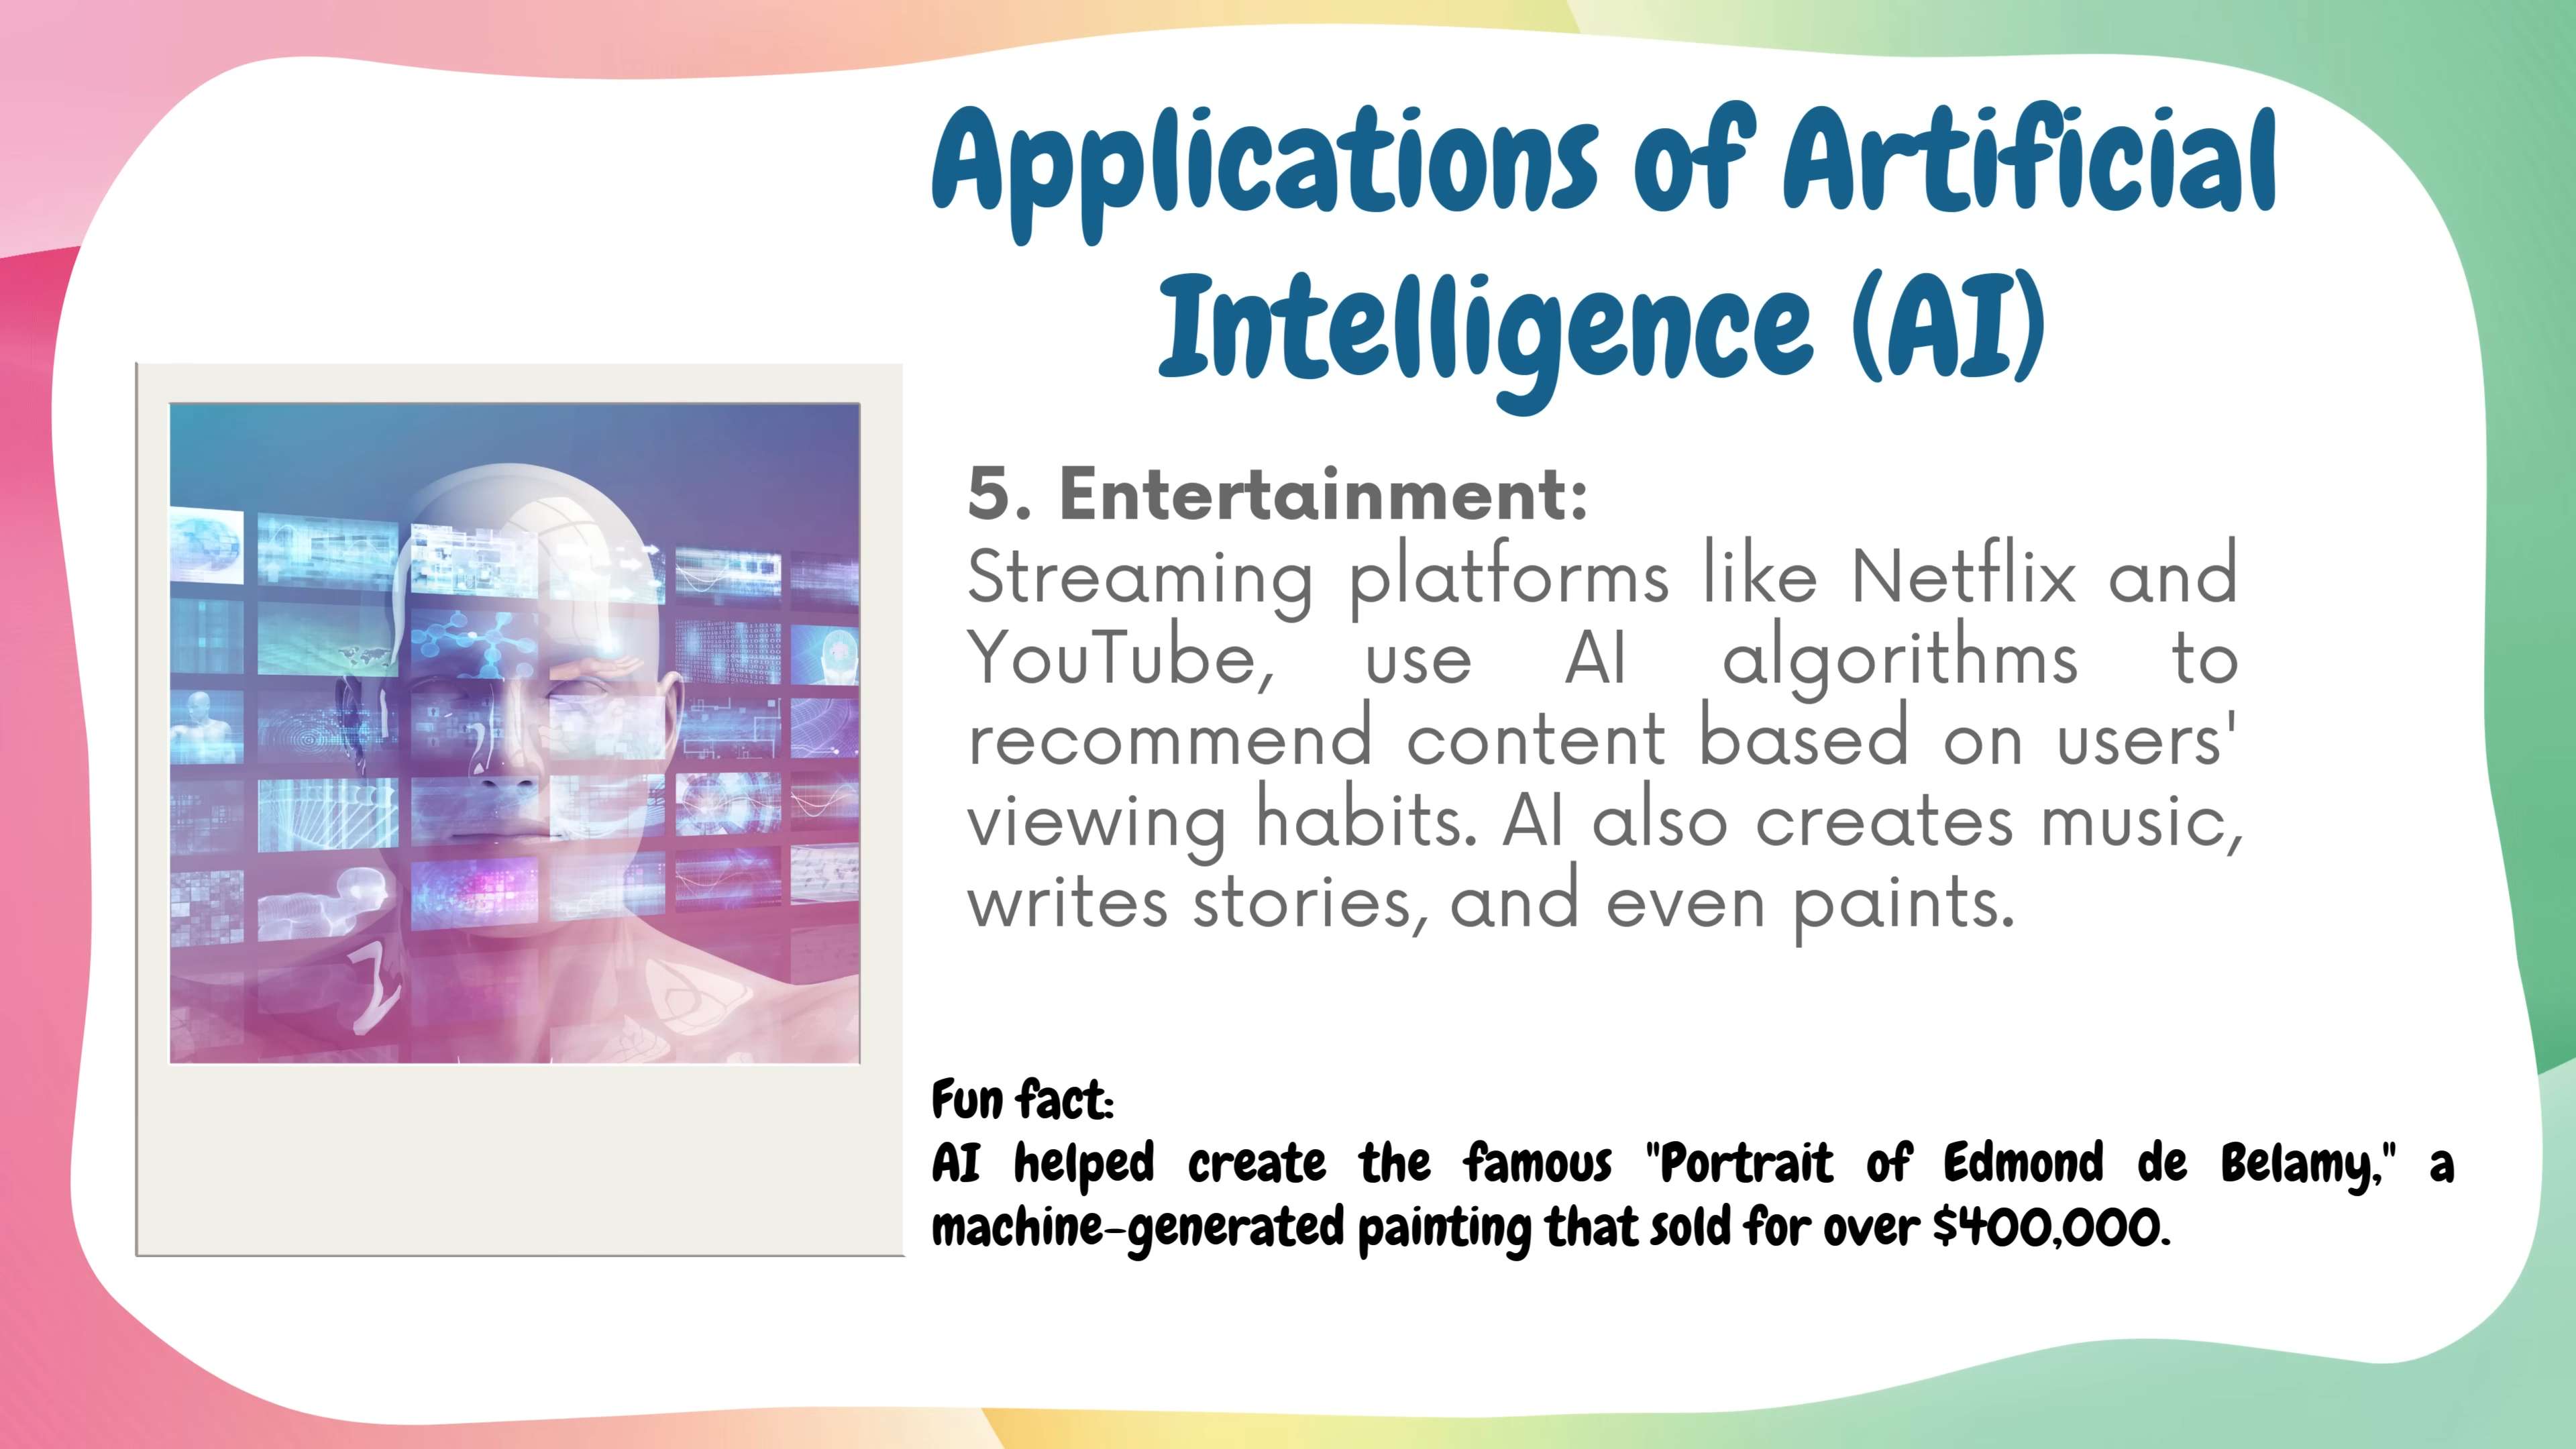 Applications of Artificial
Intelligence (AI)
5. Entertainment:
Streaming platforms like Netflix and
YouTube, use AI algorithms to
recommend content based on users'
viewing habits. AI also creates music,
writes stories, and even paints.
Fun fact:
AI helped create the famous "Portrait of Edmond de Belamy," a
machine-generated painting that sold for over $400,000.